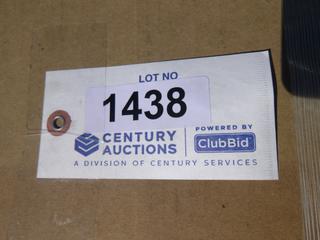 LOT NO
1438
CENTURY AUCTIONS
POWERED BY
ClubBid
A DIVISION OF CENTURY SERVICES